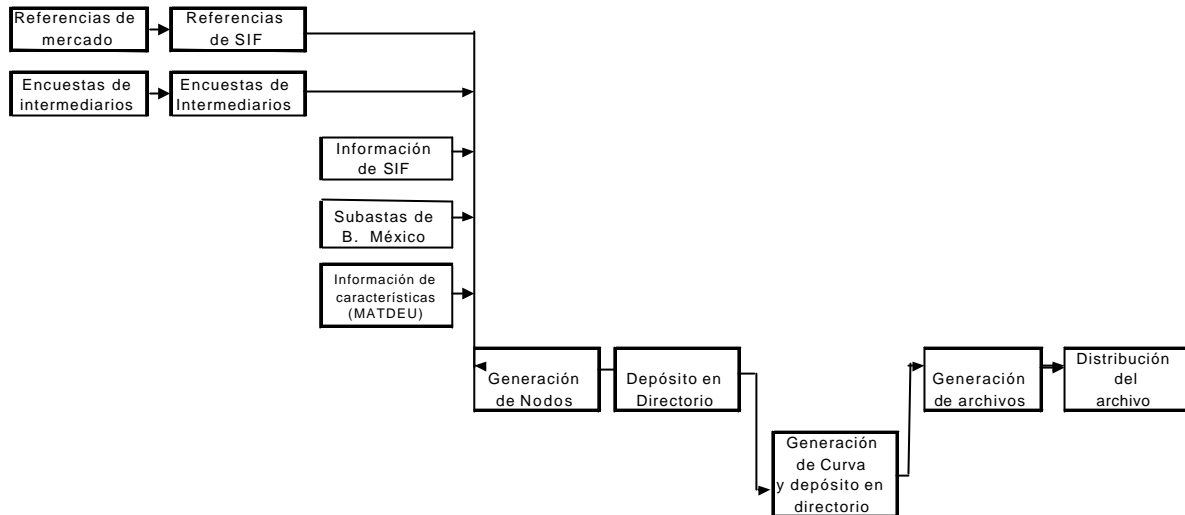 Referencias de
mercado
Referencias
de SIF
Encuestas de
intermediarios
Encuestas de
Intermediarios
Información
de SIF
Subastas de
B. México
Información de
características
(MATDEU)
Generación
de Nodos
Depósito en
Directorio
Generación
de Curva
y depósito en
directorio
Generación
de archivos
Distribución
del
archivo